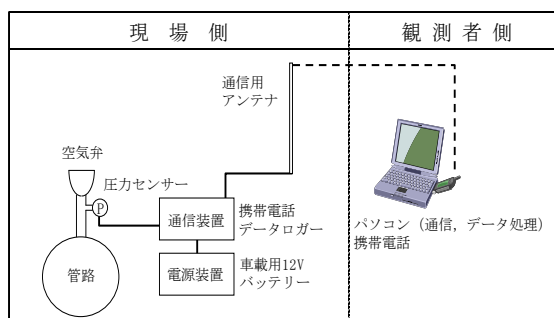 現 場 側
観 測 者 側
通信用
アンテナ
空気弁
圧力センサー
P
通信装置
携帯電話
データロガー
管路
電源装置
車載用12V
バッテリー
パソコン（通信，データ処理）
携帯電話